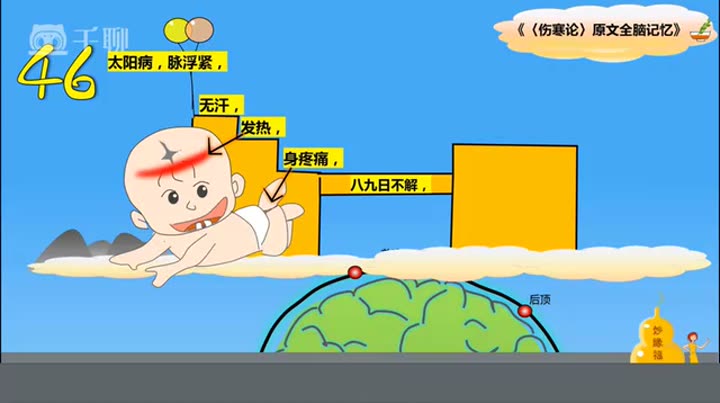 千聊
《〈伤寒论〉原文全脑记忆》
46
太阳病，脉浮紧，
无汗，
发热，
身疼痛，
八九日不解，
后顶
妙
缘
福